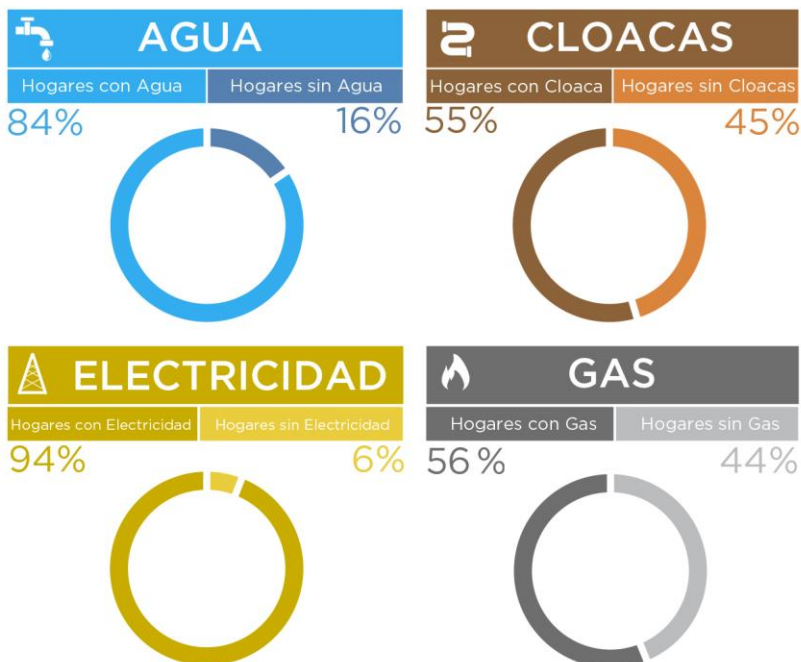 AGUA
Hogares con Agua
Hogares sin Agua
84%
16%
CLOACAS
Hogares con Cloaca
Hogares sin Cloacas
55%
45%
ELECTRICIDAD
Hogares con Electricidad
Hogares sin Electricidad
94%
6%
GAS
Hogares con Gas
Hogares sin Gas
56 %
44%